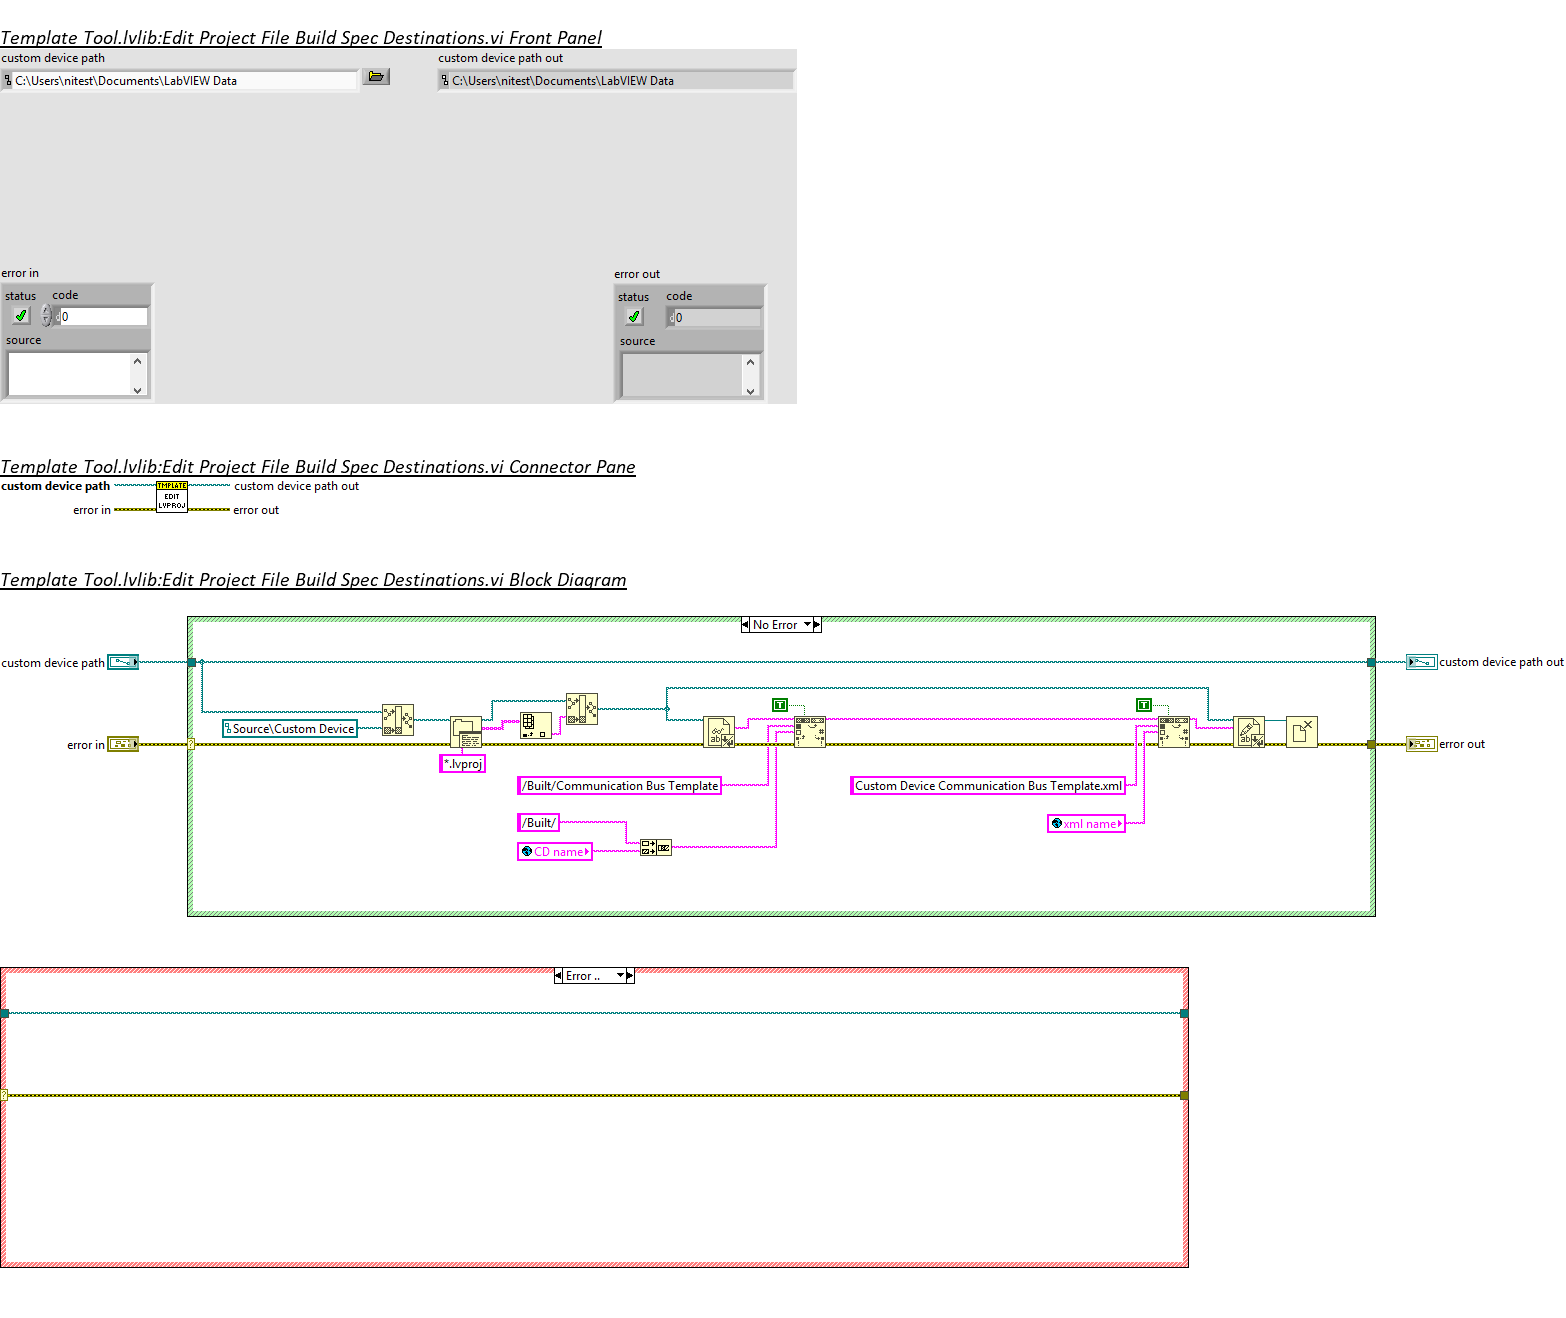 Template Tool.lvlib:Edit Project File Build Spec Destinations.vi Front Panel
custom device path
custom device path out
C:\Users\nitest\Documents\LabVIEW Data
C:\Users\nitest\Documents\LabVIEW Data
error in
error out
status code
status code
0
0
source
source
Template Tool.lvlib:Edit Project File Build Spec Destinations.vi Connector Pane
custom device path
TMPLATE
custom device path out
EDIT
LVPROJ
error in
error out
Template Tool.lvlib:Edit Project File Build Spec Destinations.vi Block Diagram
No Error
custom device path
custom device path out
T
T
Source\Custom Device
error in
error out
*.lvproj
/Built/Communication Bus Template
Custom Device Communication Bus Template.xml
/Built/
xml name
CD name
Error ..